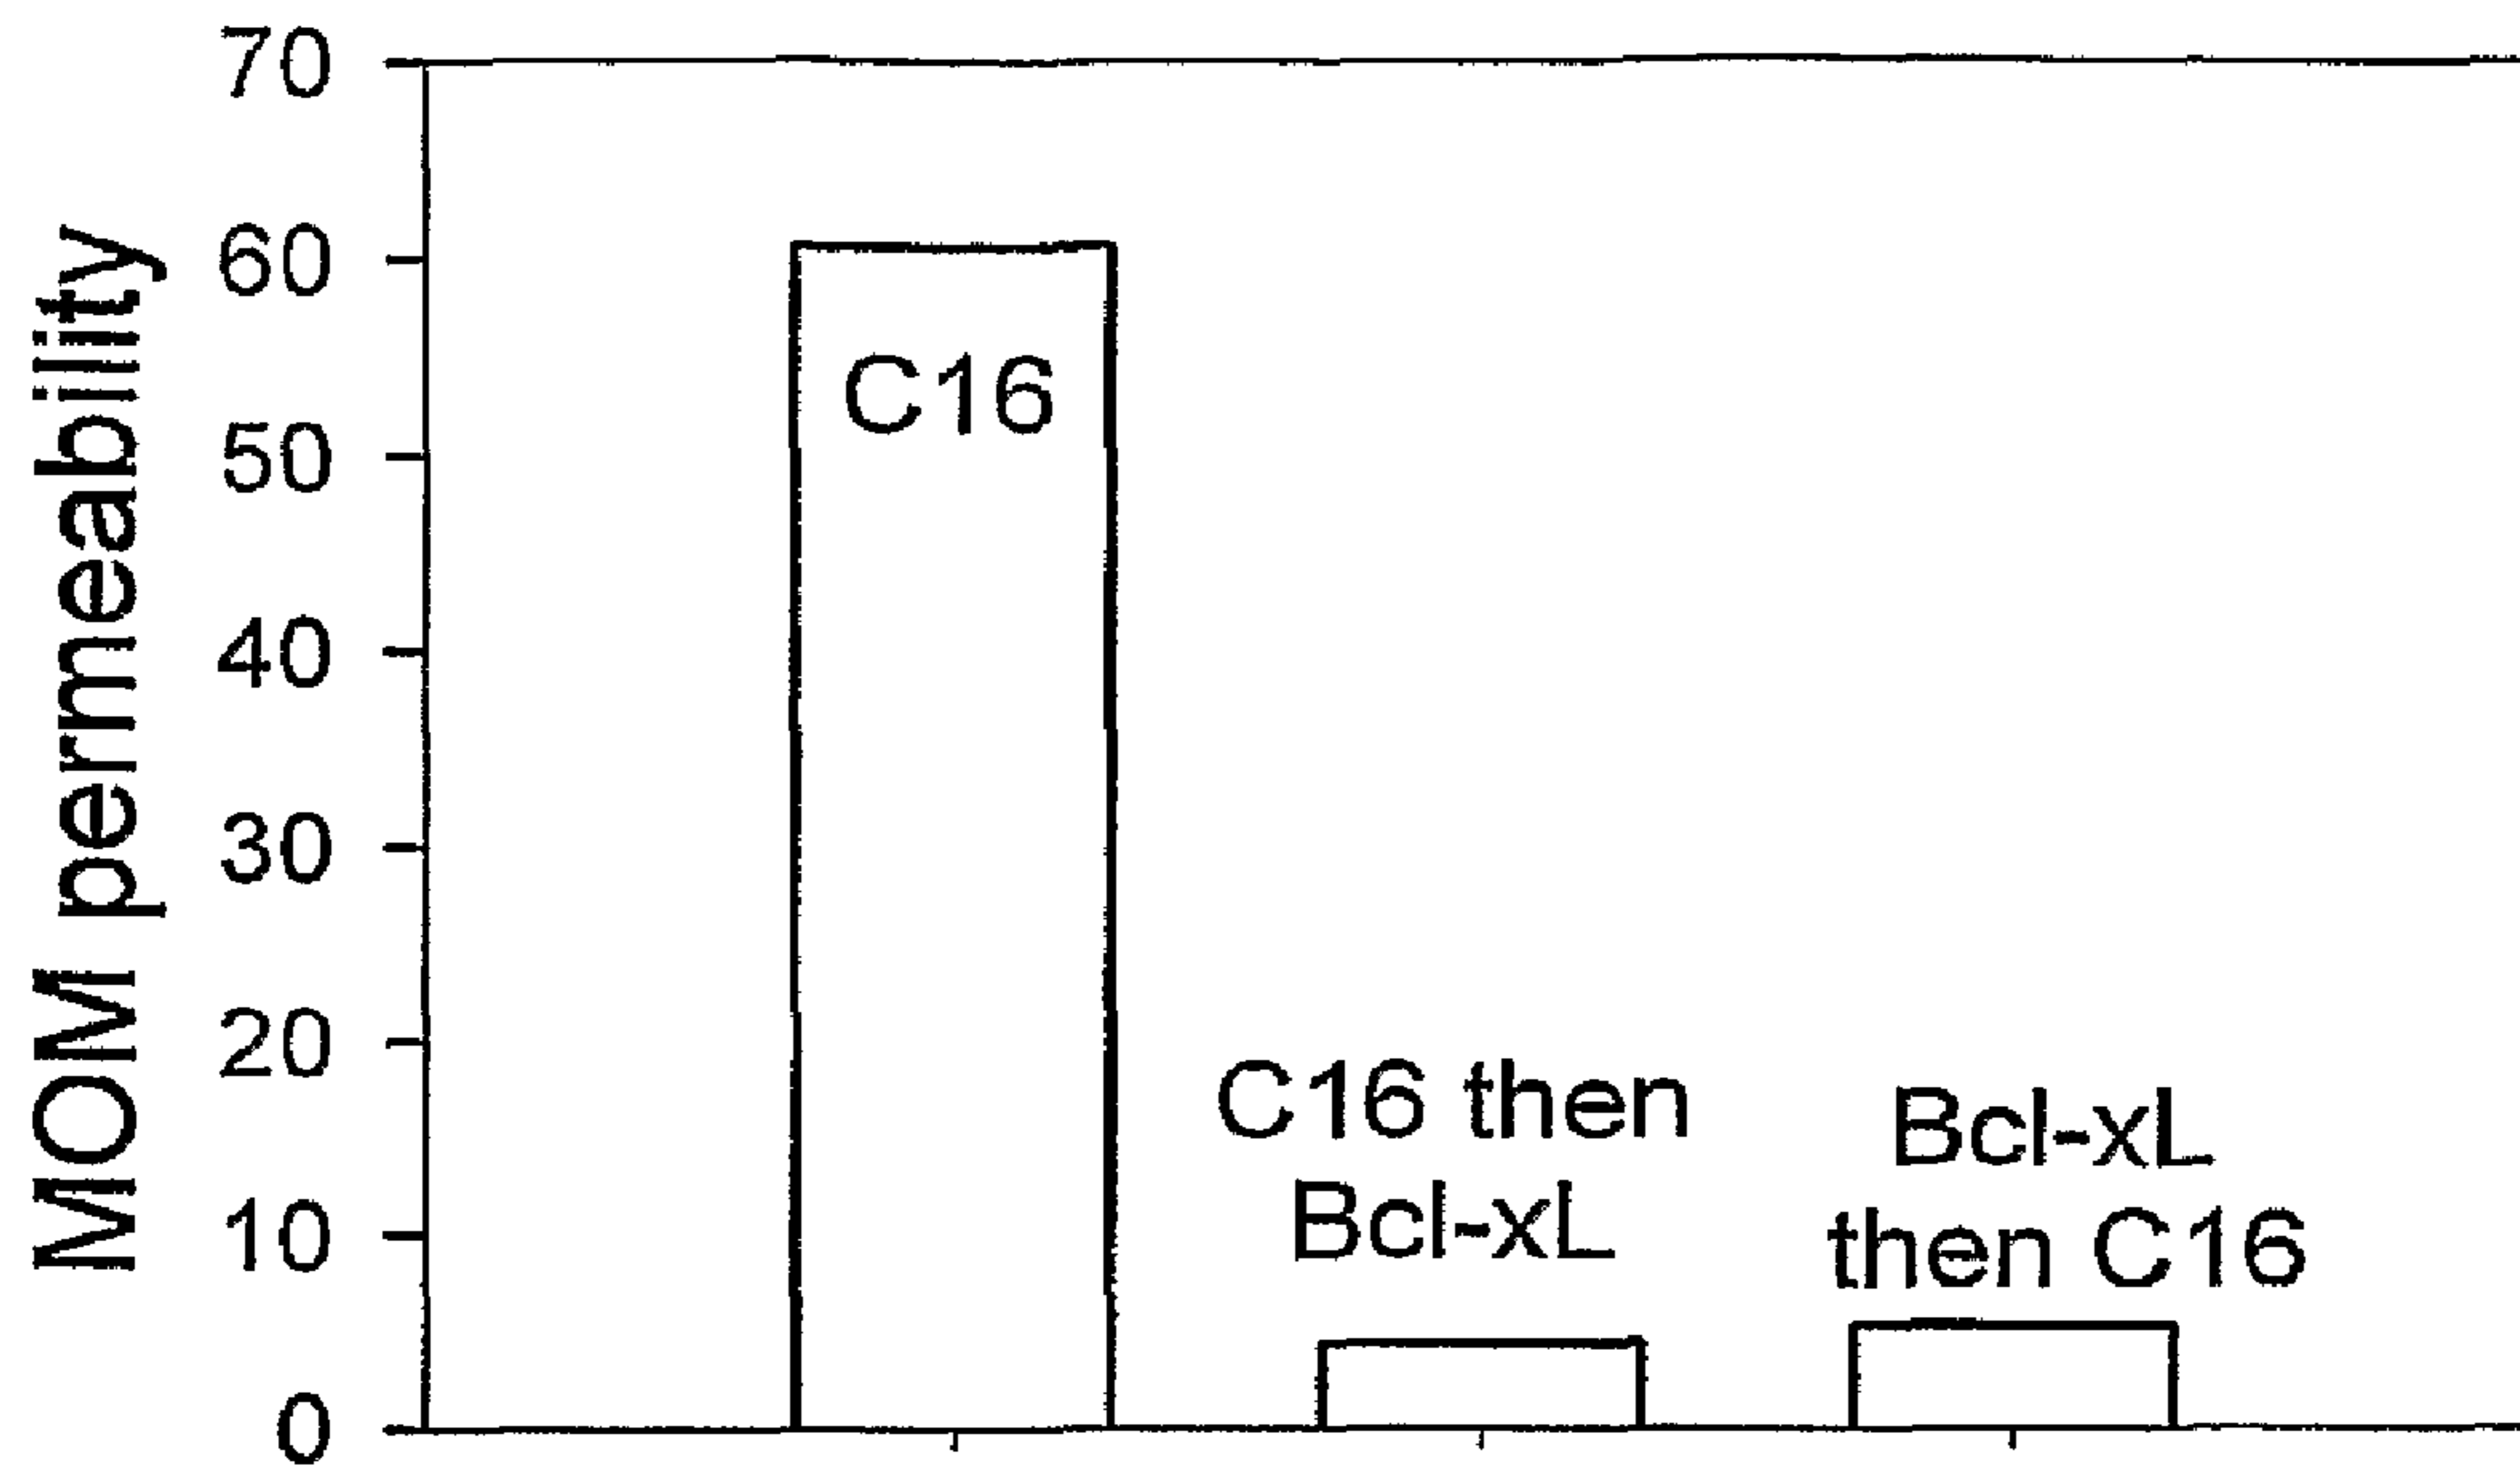 MOM permeability
70
60
50
40
30
20
10
0
C16
C16 then
Bcl-xL
Bcl-xL
then C16